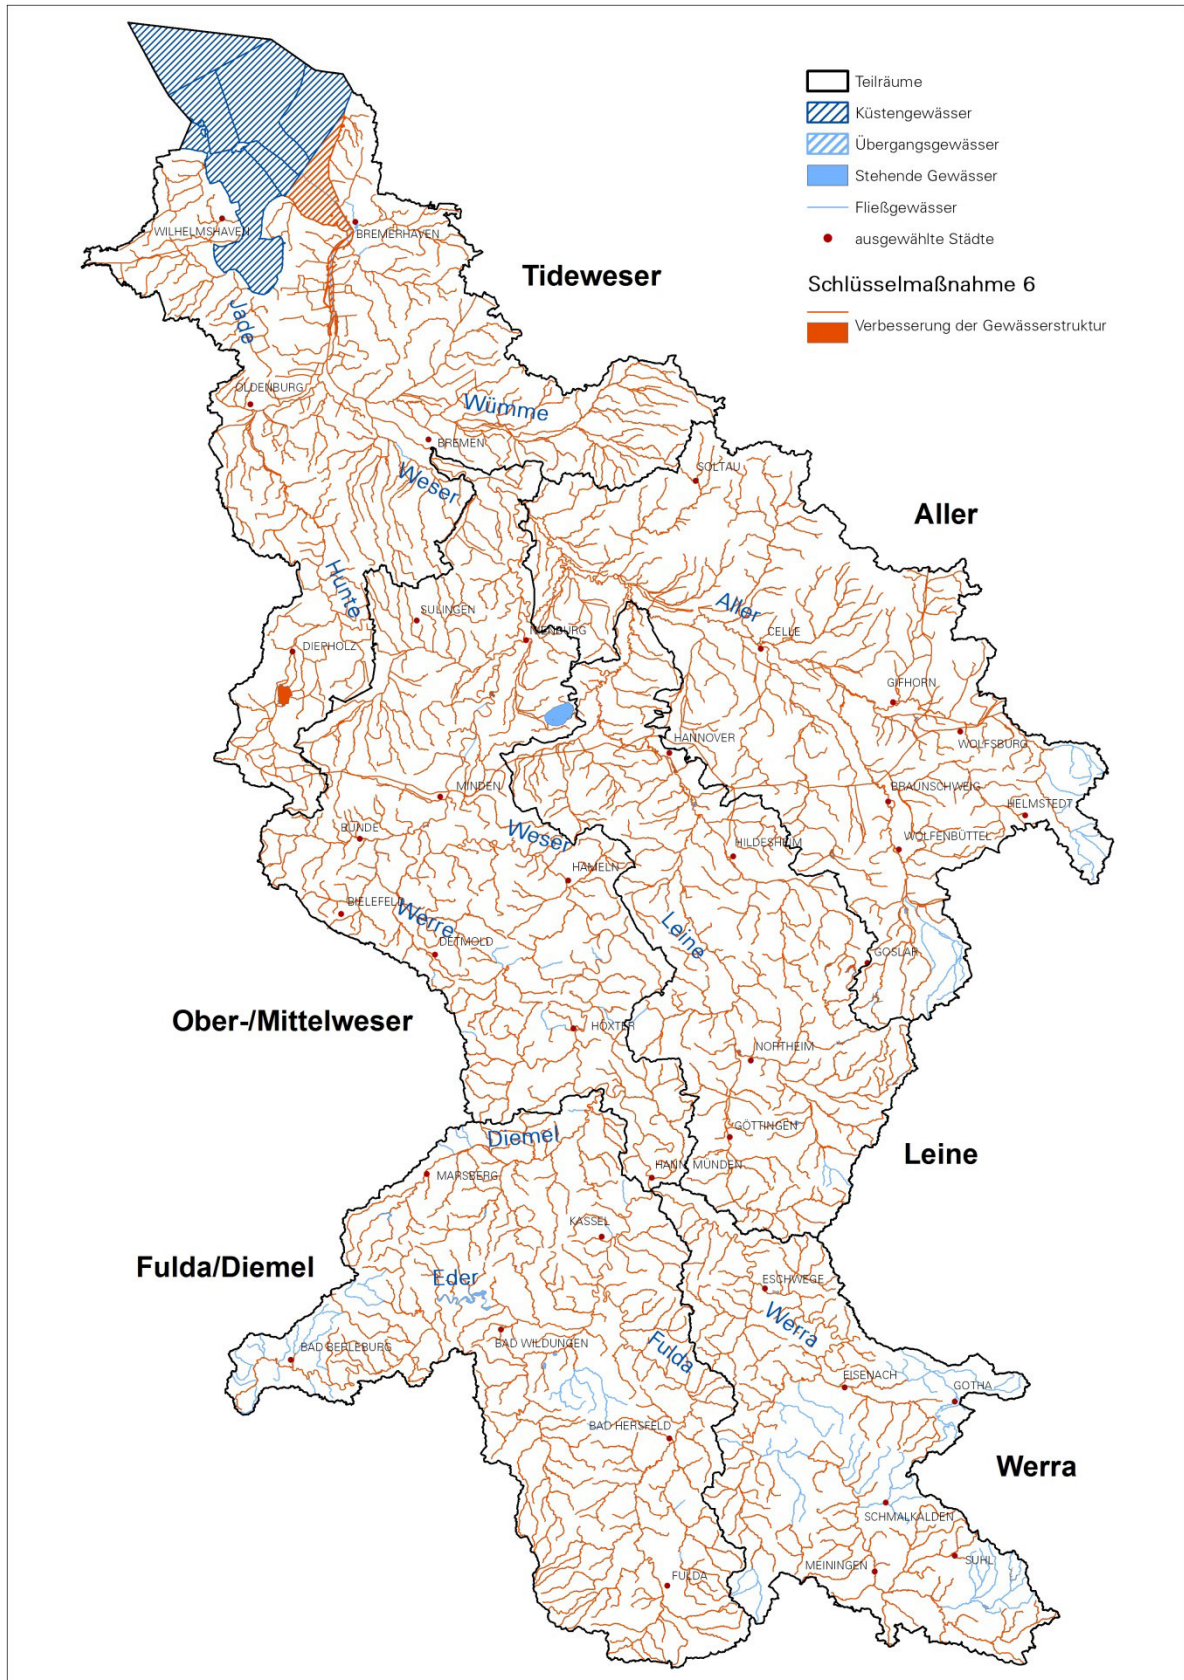 Teilräume
Küstengewässer
Übergangsgewässer
Stehende Gewässer
Fließgewässer
ausgewählte Städte
Schlüsselmaßnahme 6
Verbesserung der Gewässerstruktur
WILHELMSHAVEN
BREMERHAVEN
Tideweser
Jade
OLDENBURG
Wümme
BREMEN
Weser
SOLTAU
Aller
Hunte
SULINGEN
NIENBURG
Aller
CELLE
DIEPHOLZ
GIFHORN
HANNOVER
WOLFSBURG
MINDEN
BRAUNSCHWEIG
HELMSTEDT
BÜNDE
Weser
HILDESHEIM
WOLFENBÜTTEL
HAMELN
BIELEFELD
Werre
Leine
DETMOLD
GOSLAR
Ober-/Mittelweser
HÖXTER
NORTHEIM
Diemel
GÖTTINGEN
Leine
MARSBERG
HANN. MÜNDEN
KASSEL
Fulda/Diemel
Eder
ESCHWEGE
Werra
BAD BERLEBURG
BAD WILDUNGEN
Fulda
EISENACH
GOTHA
BAD HERSFELD
Werra
SCHMALKALDEN
MEININGEN
SUHL
FULDA